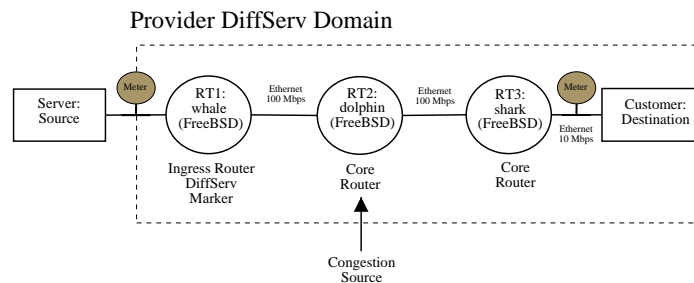 Provider DiffServ Domain
Server:
Source
Meter
RT1:
whale
(FreeBSD)
Ingress Router
DiffServ
Marker
Ethernet
100 Mbps
RT2:
dolphin
(FreeBSD)
Core
Router
Congestion
Source
Ethernet
100 Mbps
RT3:
shark
(FreeBSD)
Core
Router
Meter
Ethernet
10 Mbps
Customer:
Destination